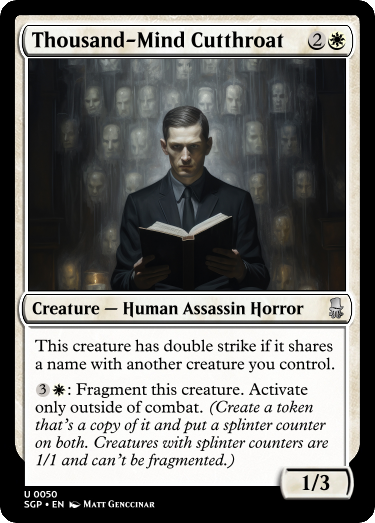 Thousand-Mind Cutthroat 2
Creature — Human Assassin Horror
This creature has double strike if it shares
a name with another creature you control.
3 : Fragment this creature. Activate
only outside of combat. (Create a token
that's a copy of it and put a splinter counter
on both. Creatures with splinter counters are
1/1 and can't be fragmented.)
1/3
U 0050
SGP • EN Matt Genccinar